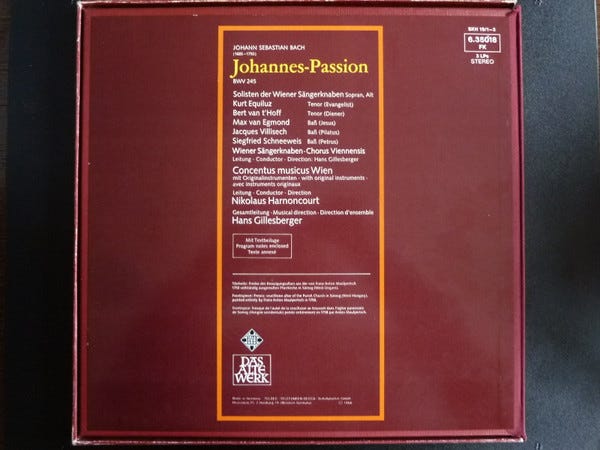 SKH 19/1-3
6.35018
FK
3 LPs
STEREO
JOHANN SEBASTIAN BACH
(1685-1750)
Johannes-Passion
BWV 245
Solisten der Wiener Sängerknaben Sopran, Alt
Kurt Equiluz Tenor (Evangelist)
Bert van t'Hoff Tenor (Diener)
Max van Egmond Baß (Jesus)
Jacques Villisech Baß (Pilatus)
Siegfried Schneeweis Baß (Petrus)
Wiener Sängerknaben · Chorus Viennensis
Leitung · Conductor · Direction: Hans Gillesberger
Concentus musicus Wien
mit Originalinstrumenten · with original instruments ·
avec instruments originaux
Leitung · Conductor · Direction
Nikolaus Harnoncourt
Gesamtleitung · Musical direction · Direction d'ensemble
Hans Gillesberger
Mit Textbeilage
Program notes enclosed
Texte annexé
DAS
ALTE
WERK